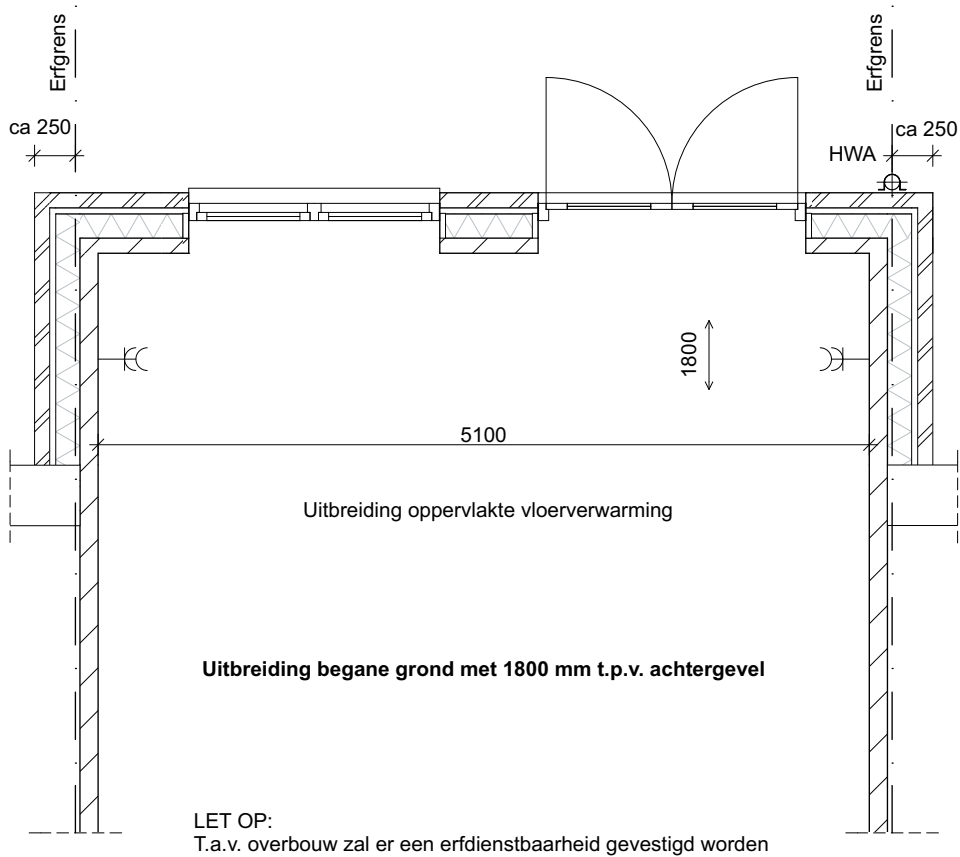 Erfgrens
Erfgrens
ca 250
ca 250
HWA
1800
5100
Uitbreiding oppervlakte vloerverwarming
Uitbreiding begane grond met 1800 mm t.p.v. achtergevel
LET OP:
T.a.v. overbouw zal er een erfdienstbaarheid gevestigd worden